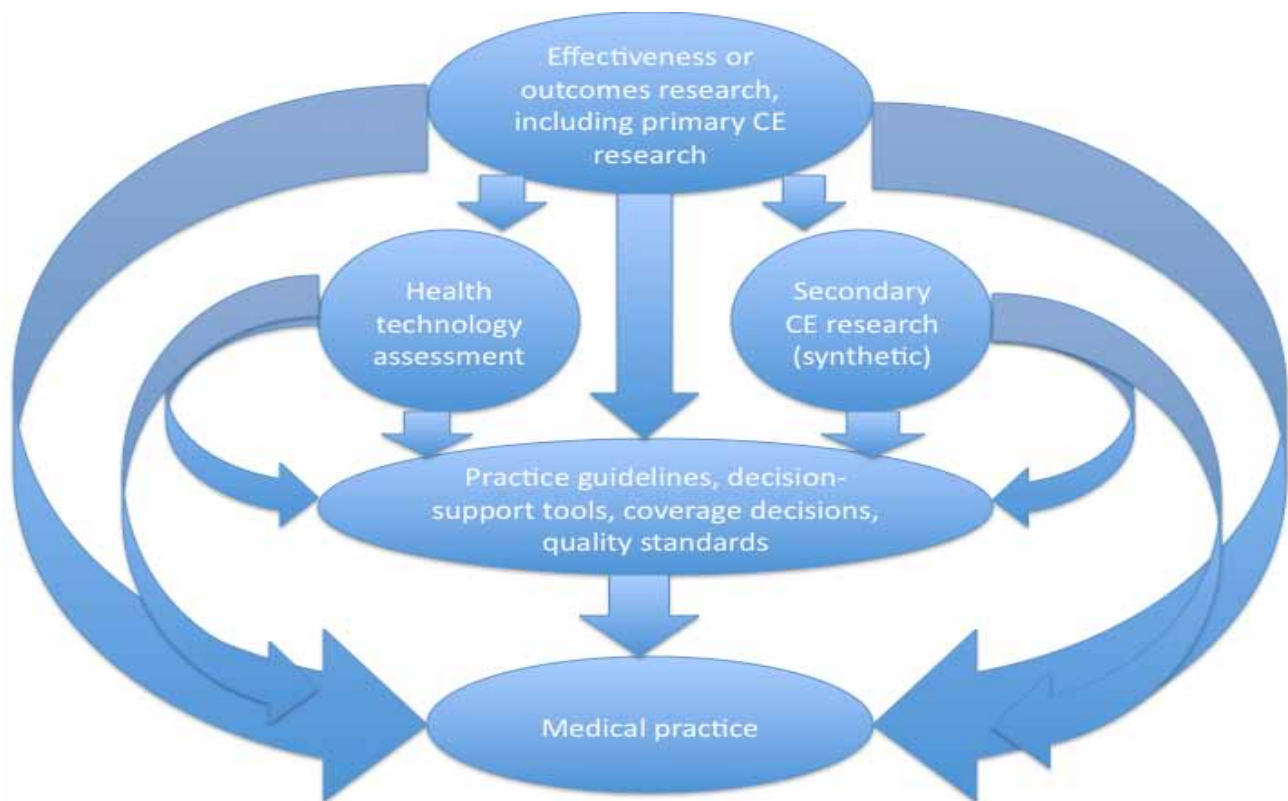 Effectiveness or
outcomes research,
including primary CE
research
Health
technology
assessment
Secondary
CE research
(synthetic)
Practice guidelines, decision-
support tools, coverage decisions,
quality standards
Medical practice